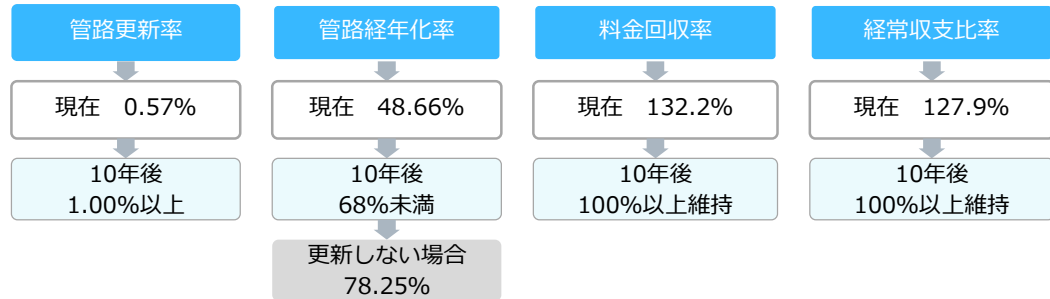 管路更新率
現在　0.57%
10年後
1.00%以上
管路経年化率
現在　48.66%
10年後
68%未満
更新しない場合
78.25%
料金回収率
現在　132.2%
10年後
100%以上維持
経常収支比率
現在　127.9%
10年後
100%以上維持